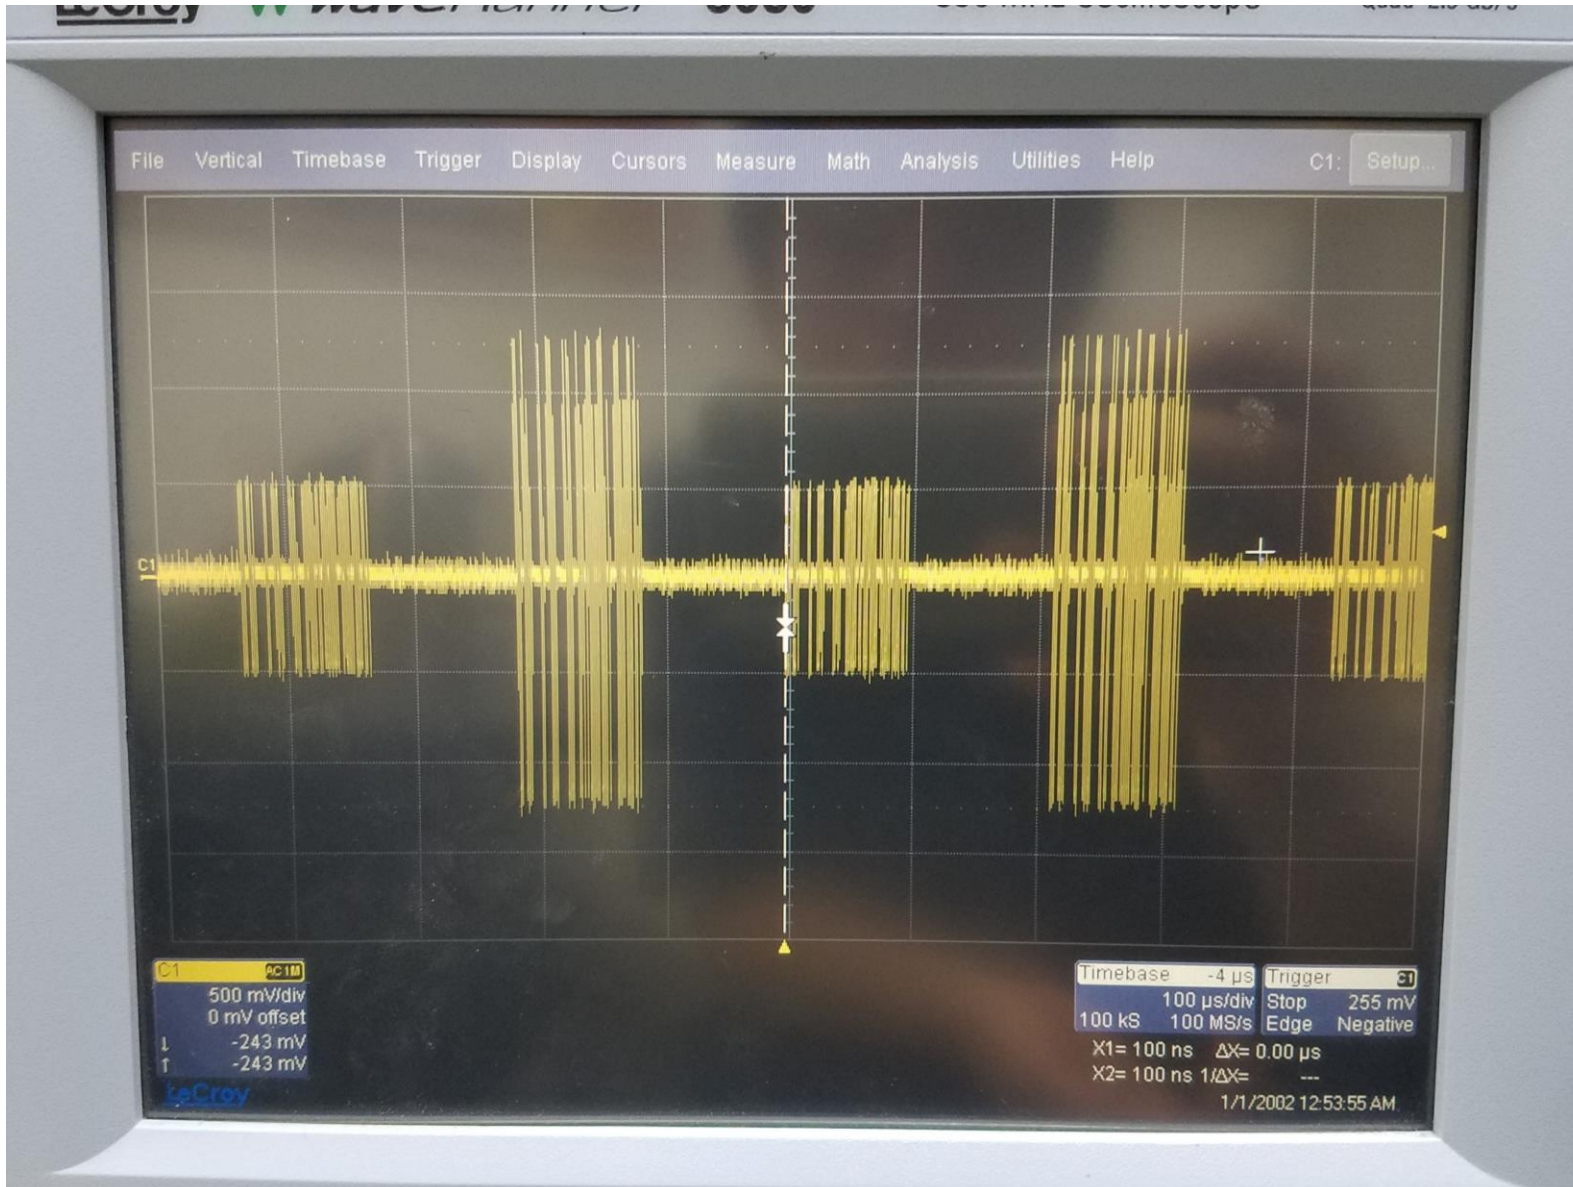 LeCroy
File Vertical Timebase Trigger Display Cursors Measure Math Analysis Utilities Help C1: Setup...
C1
C1 AC1M
500 mV/div
0 mV offset
↓ -243 mV
↑ -243 mV
LeCroy
Timebase -4 µs
100 µs/div
100 kS 100 MS/s
Trigger C1
Stop 255 mV
Edge Negative
X1= 100 ns ΔX= 0.00 µs
X2= 100 ns 1/ΔX= ---
1/1/2002 12:53:55 AM